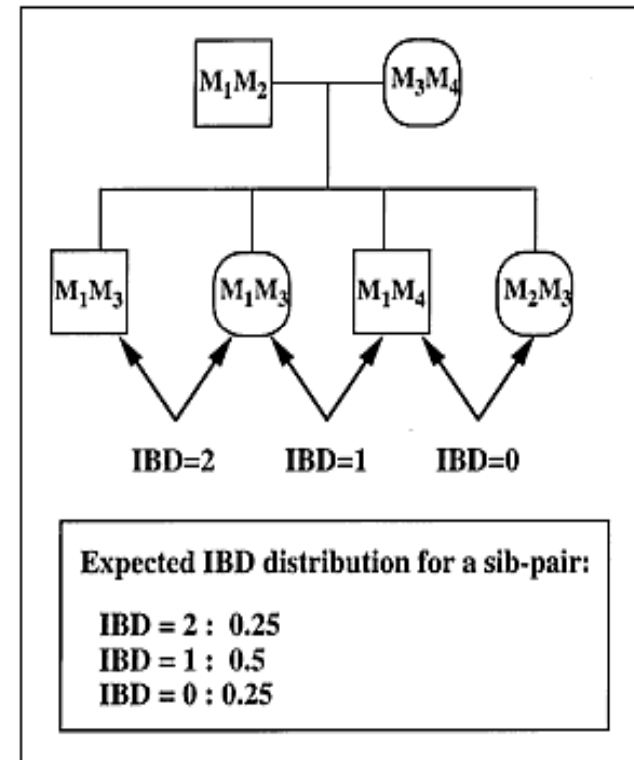 M₁M₂ M₃M₄
M₁M₃ M₁M₃ M₁M₄ M₂M₃
IBD=2 IBD=1 IBD=0
Expected IBD distribution for a sib-pair:
IBD = 2 : 0.25
IBD = 1 : 0.5
IBD = 0 : 0.25